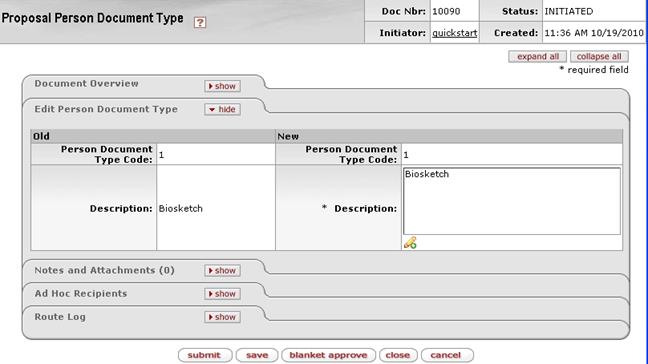 Proposal Person Document Type ?
Doc Nbr: 10090 Status: INITIATED
Initiator: quickstart Created: 11:36 AM 10/19/2010
expand all collapse all
* required field
Document Overview show
Edit Person Document Type hide
Old New
Person Document Type Code: 1 Person Document Type Code: 1
Description: Biosketch * Description: Biosketch
Notes and Attachments (0) show
Ad Hoc Recipients show
Route Log show
submit save blanket approve close cancel